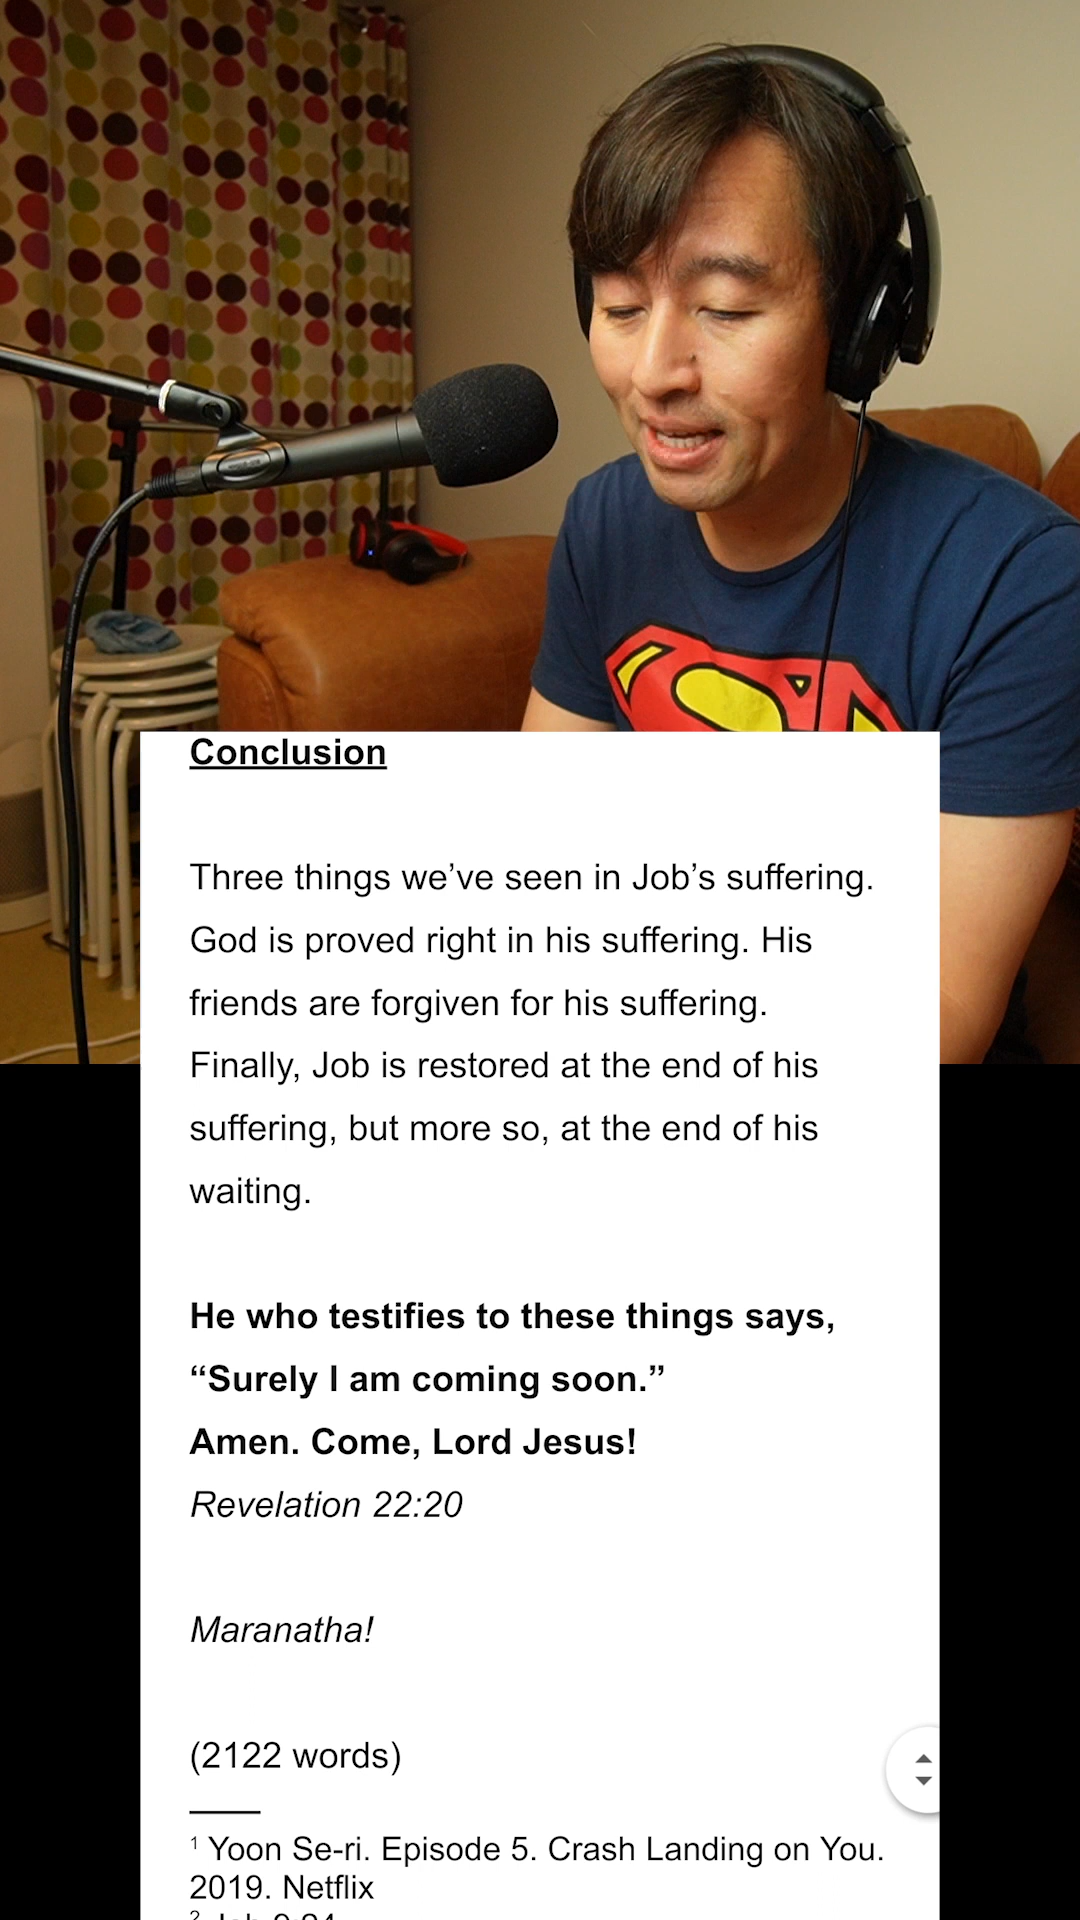 Conclusion
Three things we’ve seen in Job’s suffering.
God is proved right in his suffering. His
friends are forgiven for his suffering.
Finally, Job is restored at the end of his
suffering, but more so, at the end of his
waiting.
He who testifies to these things says,
“Surely I am coming soon.”
Amen. Come, Lord Jesus!
Revelation 22:20
Maranatha!
(2122 words)
1 Yoon Se-ri. Episode 5. Crash Landing on You.
2019. Netflix
2 Job